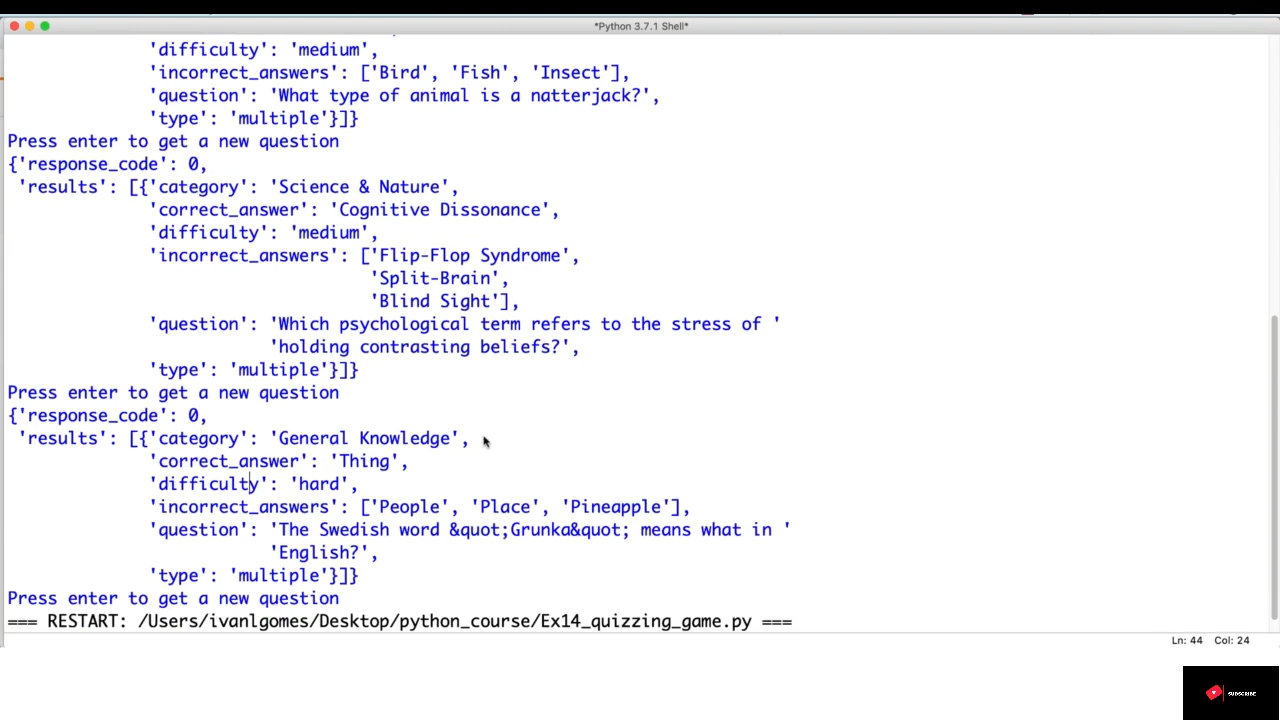 *Python 3.7.1 Shell*
'difficulty': 'medium',
'incorrect_answers': ['Bird', 'Fish', 'Insect'],
'question': 'What type of animal is a natterjack?',
'type': 'multiple'}]}
Press enter to get a new question
{'response_code': 0,
'results': [{'category': 'Science & Nature',
'correct_answer': 'Cognitive Dissonance',
'difficulty': 'medium',
'incorrect_answers': ['Flip-Flop Syndrome',
'Split-Brain',
'Blind Sight'],
'question': 'Which psychological term refers to the stress of '
'holding contrasting beliefs?',
'type': 'multiple'}]}
Press enter to get a new question
{'response_code': 0,
'results': [{'category': 'General Knowledge',
'correct_answer': 'Thing',
'difficulty': 'hard',
'incorrect_answers': ['People', 'Place', 'Pineapple'],
'question': 'The Swedish word &quot;Grunka&quot; means what in '
'English?',
'type': 'multiple'}]}
Press enter to get a new question
=== RESTART: /Users/ivanlgomes/Desktop/python_course/Ex14_quizzing_game.py ===
Ln: 44 Col: 24
SUBSCRIBE